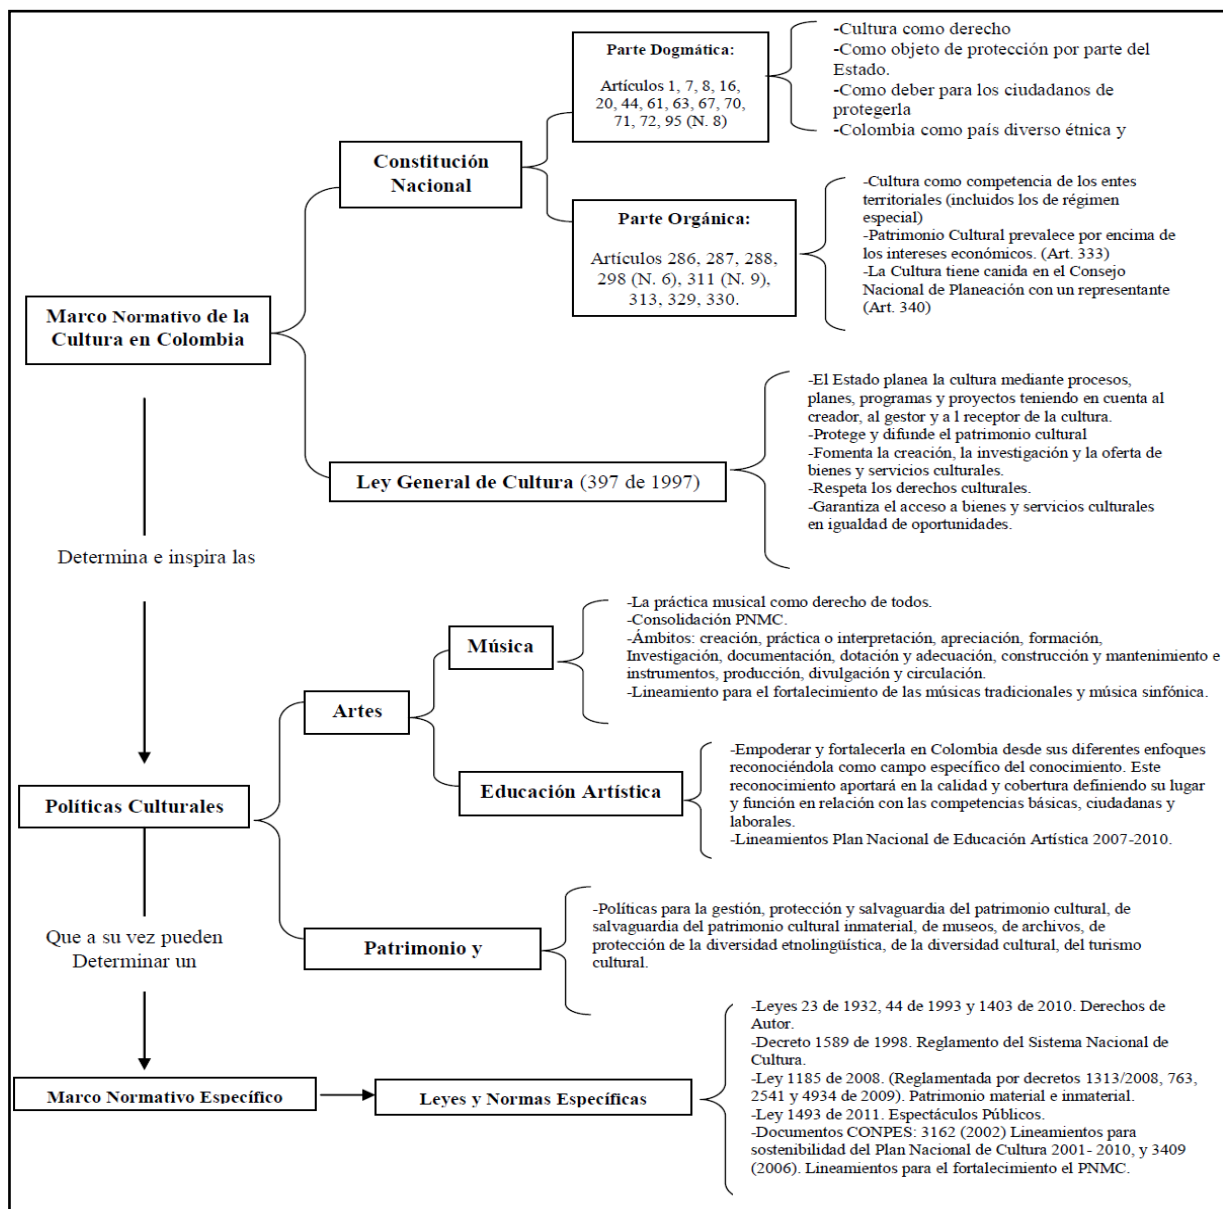 Parte Dogmática:
Artículos 1, 7, 8, 16,
20, 44, 61, 63, 67, 70,
71, 72, 95 (N. 8)
-Cultura como derecho
-Como objeto de protección por parte del
Estado.
-Como deber para los ciudadanos de
protegerla
-Colombia como país diverso étnica y
Constitución
Nacional
Parte Orgánica:
Artículos 286, 287, 288,
298 (N. 6), 311 (N. 9),
313, 329, 330.
-Cultura como competencia de los entes
territoriales (incluidos los de régimen
especial)
-Patrimonio Cultural prevalece por encima de
los intereses económicos. (Art. 333)
-La Cultura tiene canida en el Consejo
Nacional de Planeación con un representante
(Art. 340)
Marco Normativo de la
Cultura en Colombia
Ley General de Cultura (397 de 1997)
-El Estado planea la cultura mediante procesos,
planes, programas y proyectos teniendo en cuenta al
creador, al gestor y a l receptor de la cultura.
-Protege y difunde el patrimonio cultural
-Fomenta la creación, la investigación y la oferta de
bienes y servicios culturales.
-Respeta los derechos culturales.
-Garantiza el acceso a bienes y servicios culturales
en igualdad de oportunidades.
Determina e inspira las
Políticas Culturales
Artes
Música
-La práctica musical como derecho de todos.
-Consolidación PNMC.
-Ámbitos: creación, práctica o interpretación, apreciación, formación,
Investigación, documentación, dotación y adecuación, construcción y mantenimiento e
instrumentos, producción, divulgación y circulación.
-Lineamiento para el fortalecimiento de las músicas tradicionales y música sinfónica.
Educación Artística
-Empoderar y fortalecerla en Colombia desde sus diferentes enfoques
reconociéndola como campo específico del conocimiento. Este
reconocimiento aportará en la calidad y cobertura definiendo su lugar
y función en relación con las competencias básicas, ciudadanas y
laborales.
-Lineamientos Plan Nacional de Educación Artística 2007-2010.
Patrimonio y
-Políticas para la gestión, protección y salvaguardia del patrimonio cultural, de
salvaguardia del patrimonio cultural inmaterial, de museos, de archivos, de
protección de la diversidad etnolingüística, de la diversidad cultural, del turismo
cultural.
Que a su vez pueden
Determinar un
Marco Normativo Específico
Leyes y Normas Específicas
-Leyes 23 de 1932, 44 de 1993 y 1403 de 2010. Derechos de
Autor.
-Decreto 1589 de 1998. Reglamento del Sistema Nacional de
Cultura.
-Ley 1185 de 2008. (Reglamentada por decretos 1313/2008, 763,
2541 y 4934 de 2009). Patrimonio material e inmaterial.
-Ley 1493 de 2011. Espectáculos Públicos.
-Documentos CONPES: 3162 (2002) Lineamientos para
sostenibilidad del Plan Nacional de Cultura 2001- 2010, y 3409
(2006). Lineamientos para el fortalecimiento el PNMC.